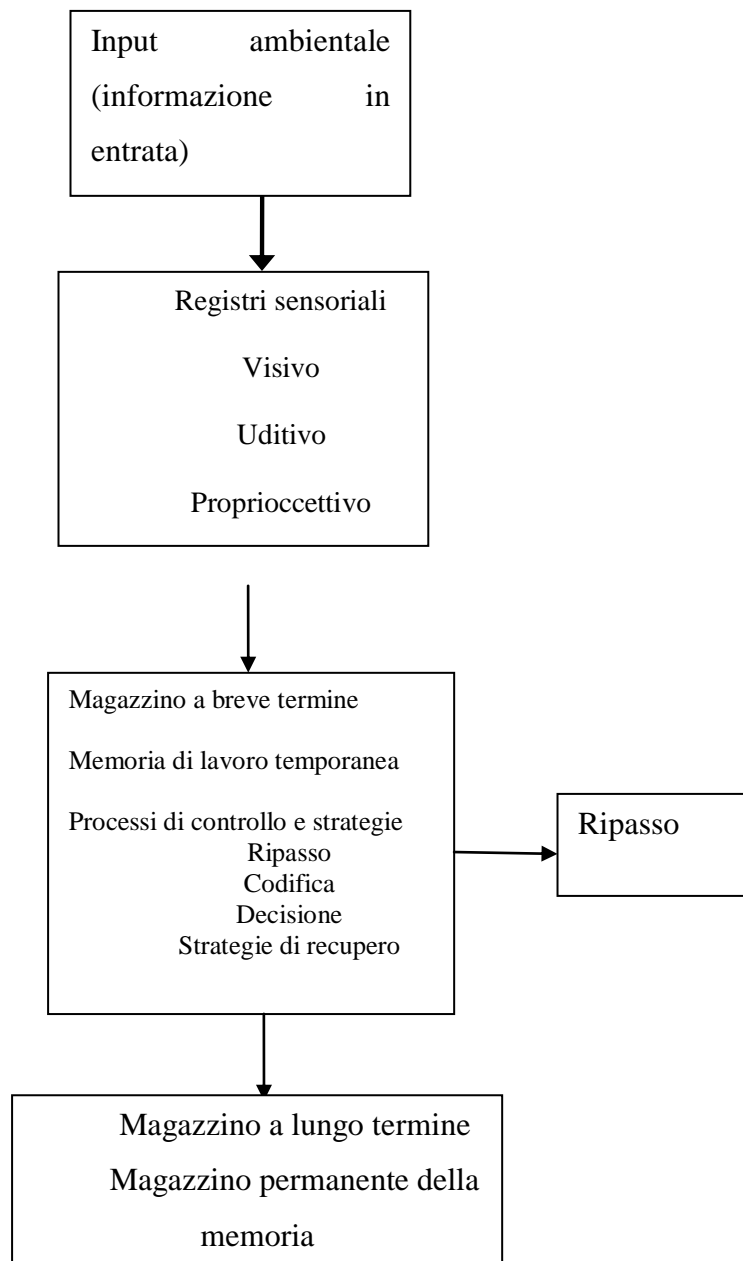 Input ambientale
(informazione in
entrata)
Registri sensoriali
Visivo
Uditivo
Propriocettivo
Magazzino a breve termine
Memoria di lavoro temporanea
Processi di controllo e strategie
Ripasso
Codifica
Decisione
Strategie di recupero
Ripasso
Magazzino a lungo termine
Magazzino permanente della
memoria